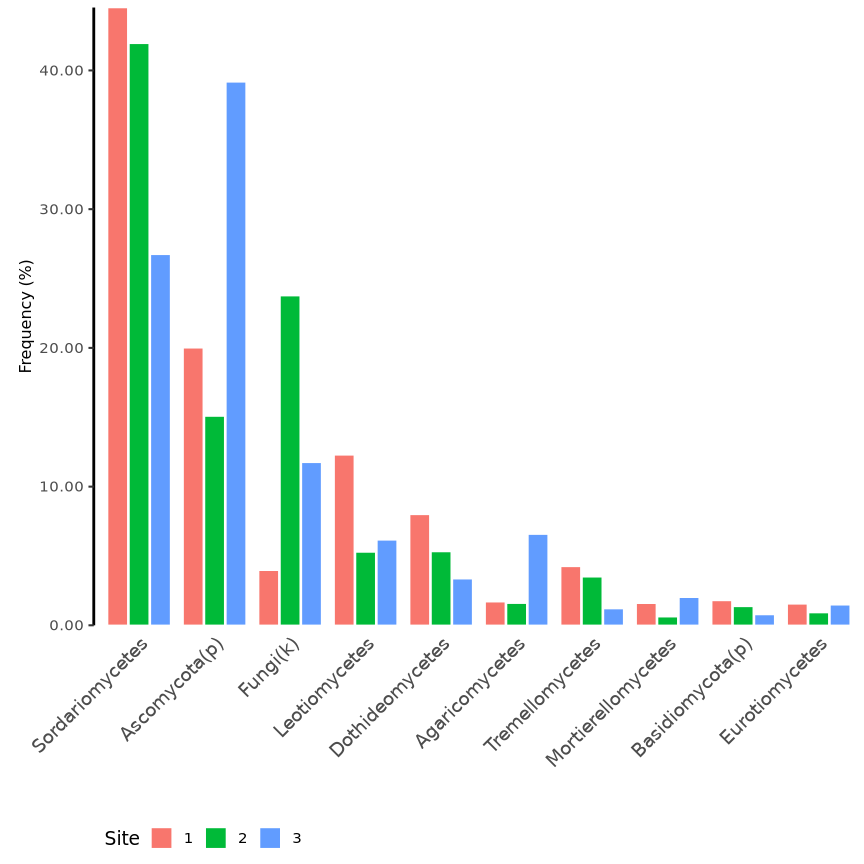 Frequency (%)
40.00
30.00
20.00
10.00
0.00
Sordariomycetes
Ascomycota(p)
Fungi(k)
Leotiomycetes
Dothideomycetes
Agaricomycetes
Tremellomycetes
Mortierellomycetes
Basidiomycota(p)
Eurotiomycetes
Site 1 2 3